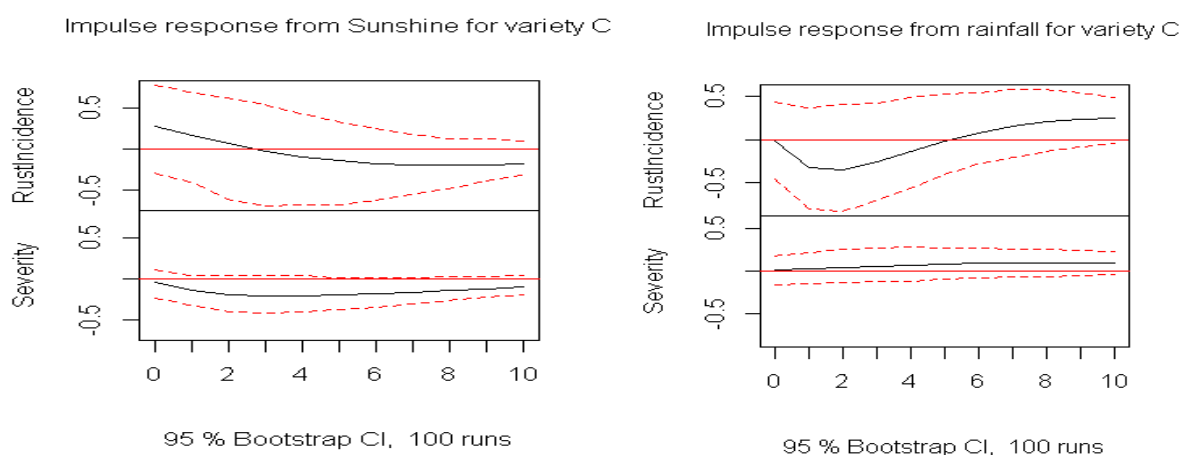 Impulse response from Sunshine for variety C
RustIncidence
0.5
-0.5
Severity
0.5
-0.5
0 2 4 6 8 10
95 % Bootstrap CI, 100 runs
Impulse response from rainfall for variety C
RustIncidence
0.5
-0.5
Severity
0.5
-0.5
0 2 4 6 8 10
95 % Bootstrap CI, 100 runs